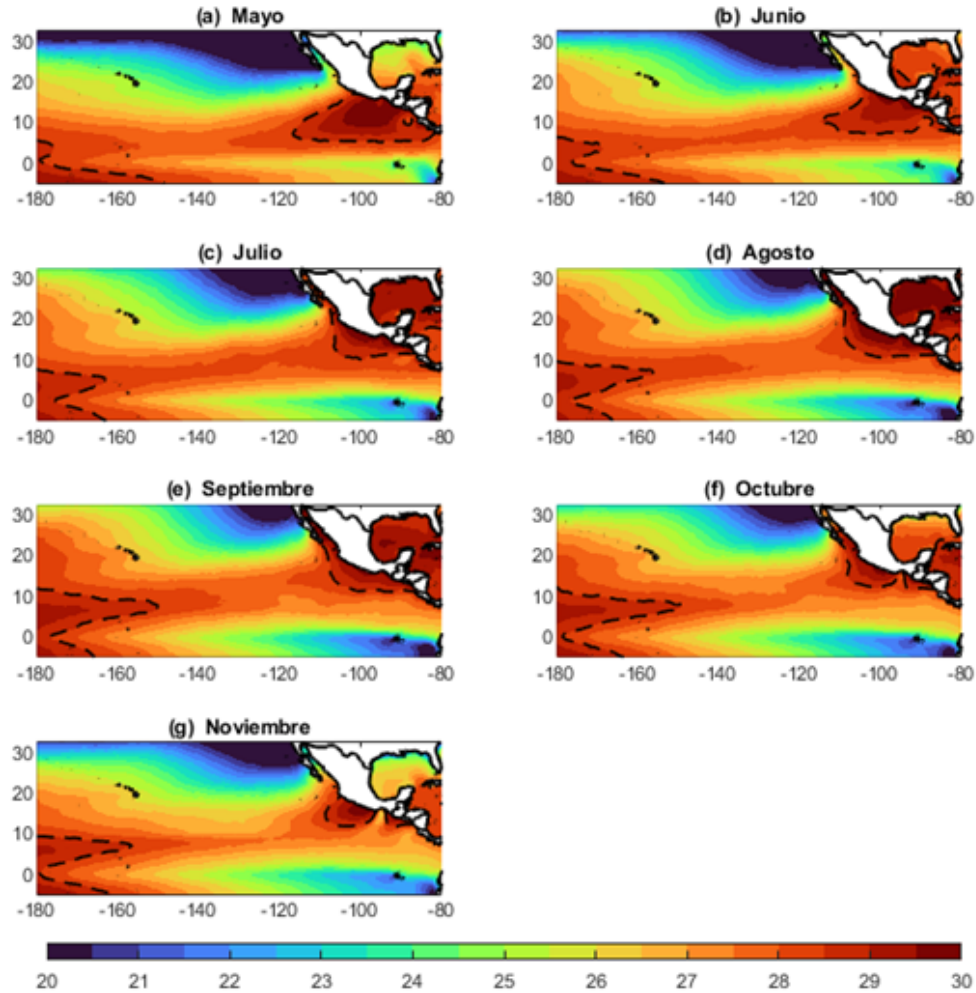 (a) Mayo
(b) Junio
30
20
10
0
-180 -160 -140 -120 -100 -80
30
20
10
0
-180 -160 -140 -120 -100 -80
(c) Julio
(d) Agosto
30
20
10
0
-180 -160 -140 -120 -100 -80
30
20
10
0
-180 -160 -140 -120 -100 -80
(e) Septiembre
(f) Octubre
30
20
10
0
-180 -160 -140 -120 -100 -80
30
20
10
0
-180 -160 -140 -120 -100 -80
(g) Noviembre
30
20
10
0
-180 -160 -140 -120 -100 -80
20 21 22 23 24 25 26 27 28 29 30